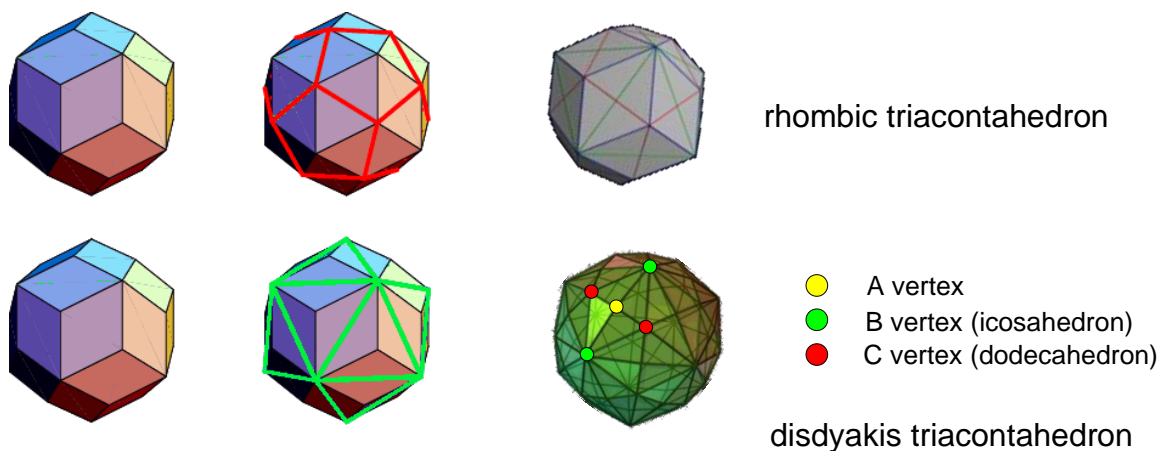 rhombic triacontahedron
A vertex
B vertex (icosahedron)
C vertex (dodecahedron)
disdyakis triacontahedron